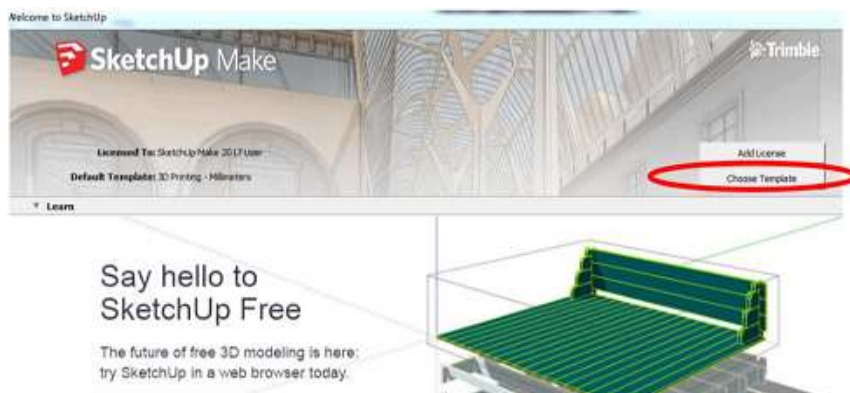 Welcome to SketchUp
SketchUp Make
Trimble
Licensed To: SketchUp Make 2017 User
Add License
Default Template: 3D Printing - Millimeters
Choose Template
Learn
Say hello to
SketchUp Free
The future of free 3D modeling is here:
try SketchUp in a web browser today.